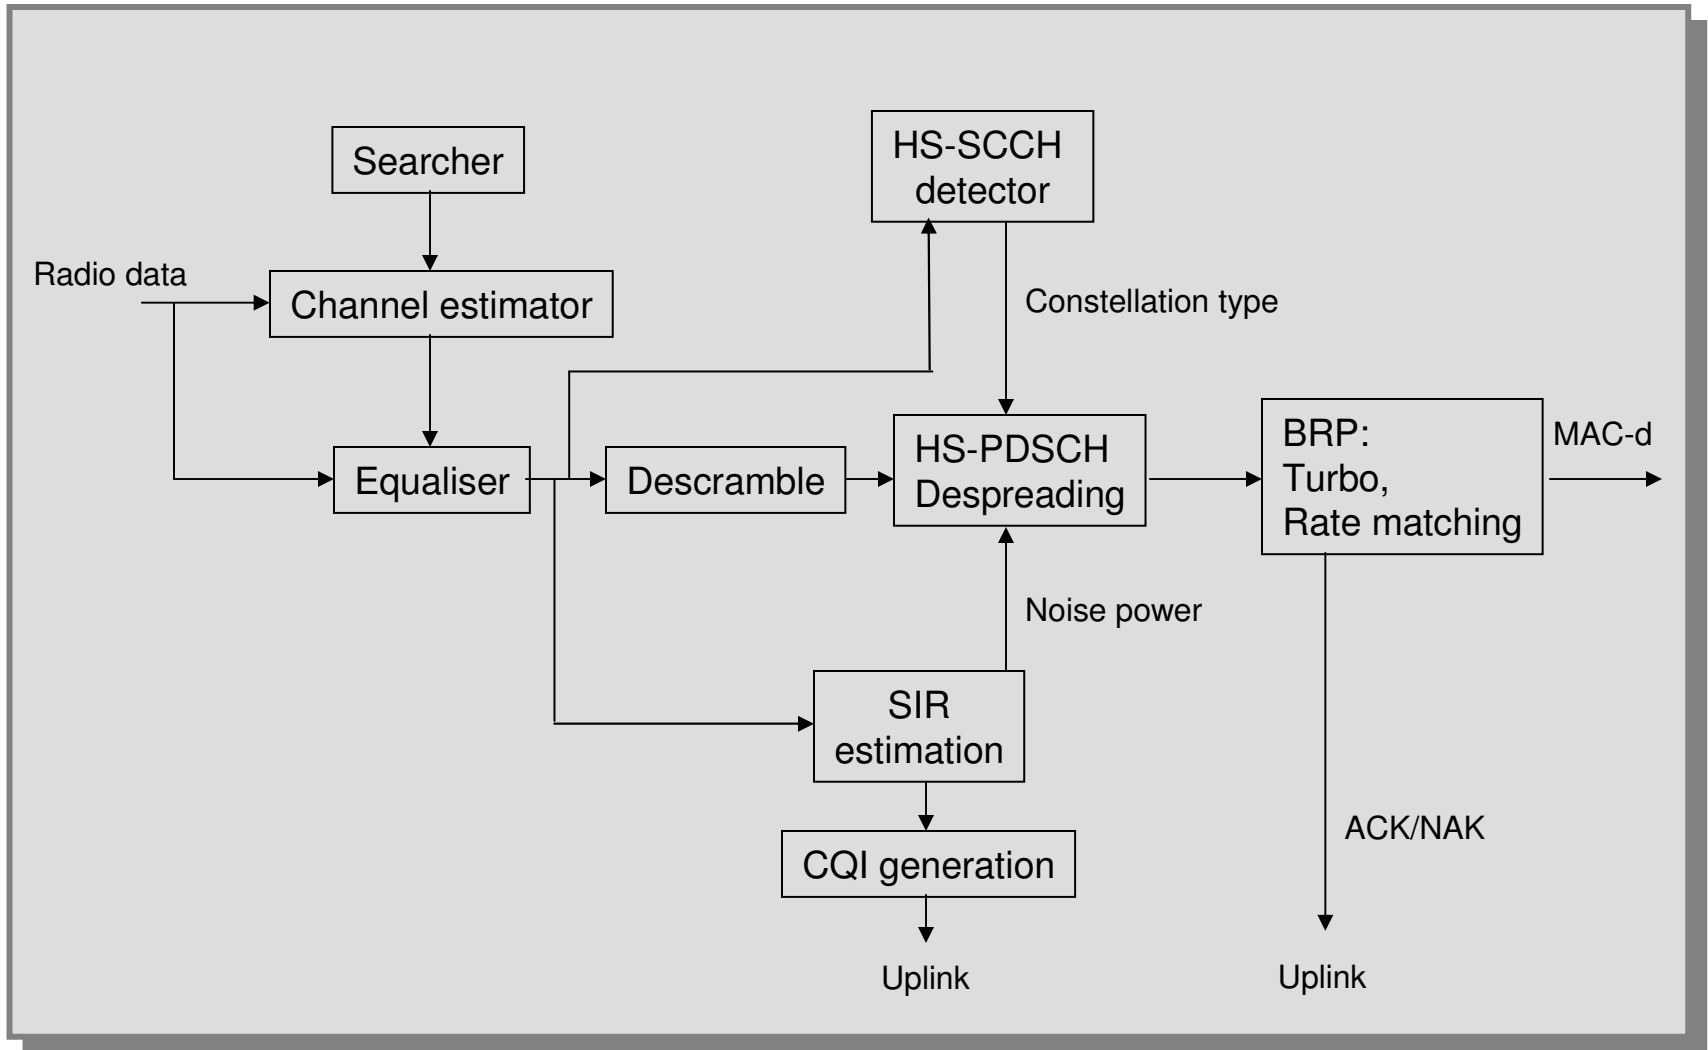 Searcher
HS-SCCH
detector
Radio data
Channel estimator
Constellation type
Equaliser
Descramble
HS-PDSCH
Despreading
BRP:
Turbo,
Rate matching
MAC-d
Noise power
SIR
estimation
CQI generation
ACK/NAK
Uplink
Uplink